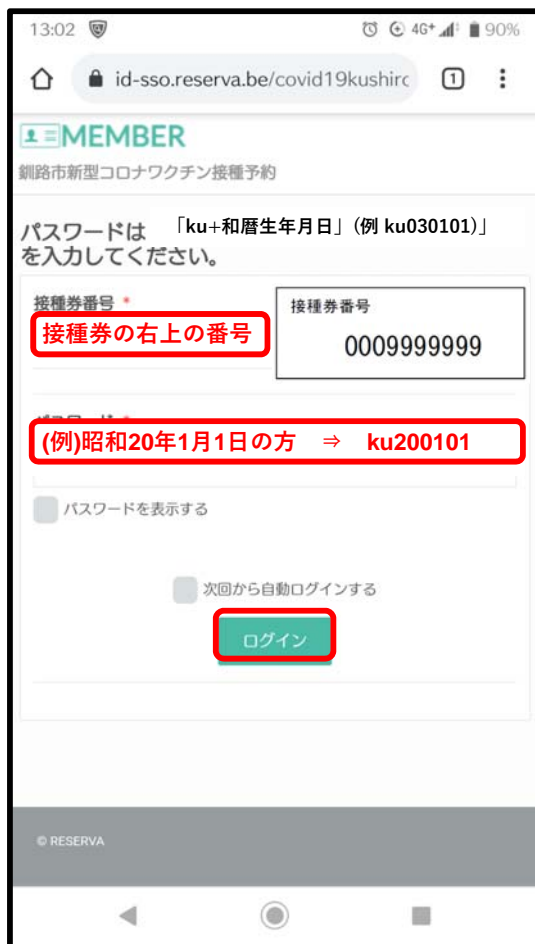 13:02 4G+ 90%
id-sso.reserva.be/covid19kushirc 1
MEMBER
釧路市新型コロナワクチン接種予約
パスワードは 「ku+和暦生年月日」(例 ku030101)」
を入力してください。
接種券番号 *
接種券の右上の番号
接種券番号
0009999999
(例)昭和20年1月1日の方 ⇒ ku200101
パスワードを表示する
次回から自動ログインする
ログイン
© RESERVA